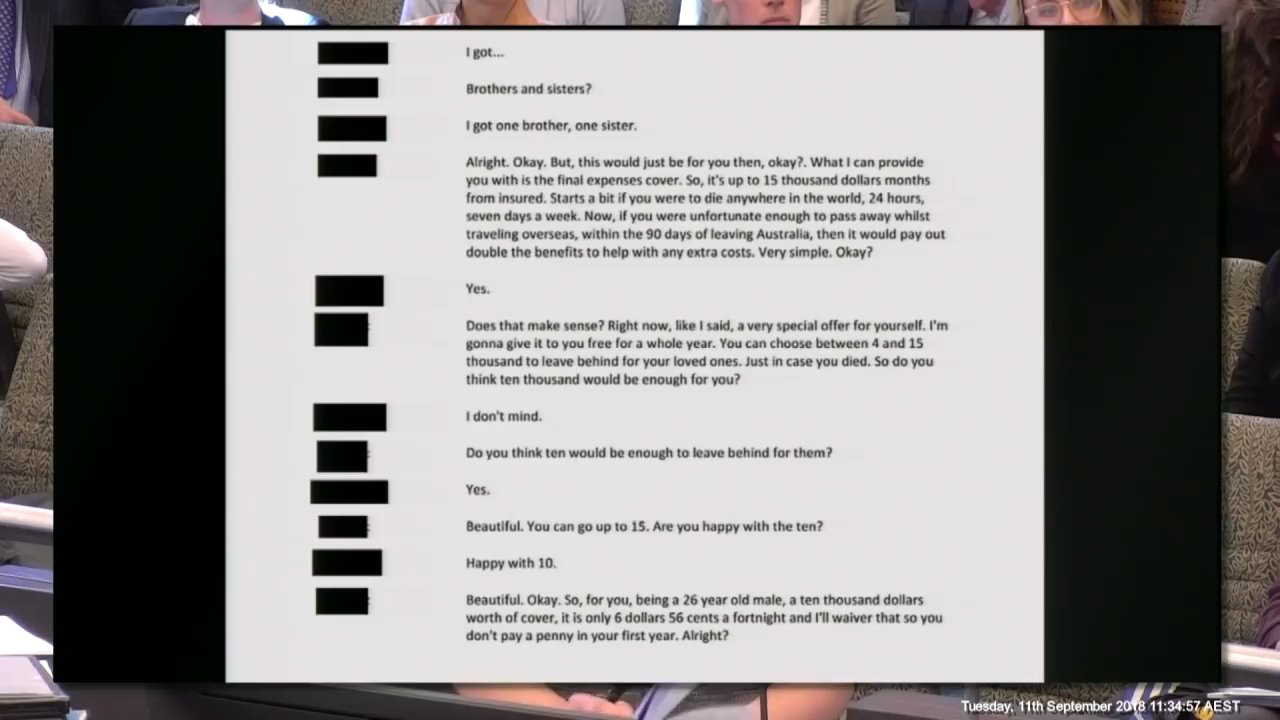 I got...
Brothers and sisters?
I got one brother, one sister.
Alright. Okay. But, this would just be for you then, okay?. What I can provide
you with is the final expenses cover. So, it's up to 15 thousand dollars months
from insured. Starts a bit if you were to die anywhere in the world, 24 hours,
seven days a week. Now, if you were unfortunate enough to pass away whilst
traveling overseas, within the 90 days of leaving Australia, then it would pay out
double the benefits to help with any extra costs. Very simple. Okay?
Yes.
Does that make sense? Right now, like I said, a very special offer for yourself. I'm
gonna give it to you free for a whole year. You can choose between 4 and 15
thousand to leave behind for your loved ones. Just in case you died. So do you
think ten thousand would be enough for you?
I don't mind.
Do you think ten would be enough to leave behind for them?
Yes.
Beautiful. You can go up to 15. Are you happy with the ten?
Happy with 10.
Beautiful. Okay. So, for you, being a 26 year old male, a ten thousand dollars
worth of cover, it is only 6 dollars 56 cents a fortnight and I'll waiver that so you
don't pay a penny in your first year. Alright?
Tuesday, 11th September 2018 11:34:57 AEST